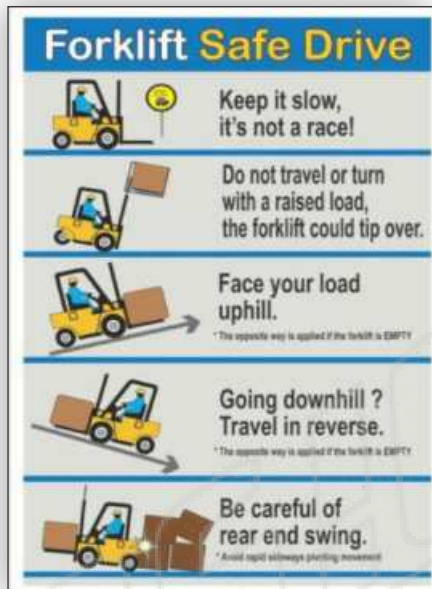 Forklift Safe Drive
Keep it slow,
it's not a race!
Do not travel or turn
with a raised load,
the forklift could tip over.
Face your load
uphill.
* The opposite way is applied if the forklift is EMPTY
Going downhill ?
Travel in reverse.
* The opposite way is applied if the forklift is EMPTY
Be careful of
rear end swing.
* Avoid rapid sideways pivoting movement